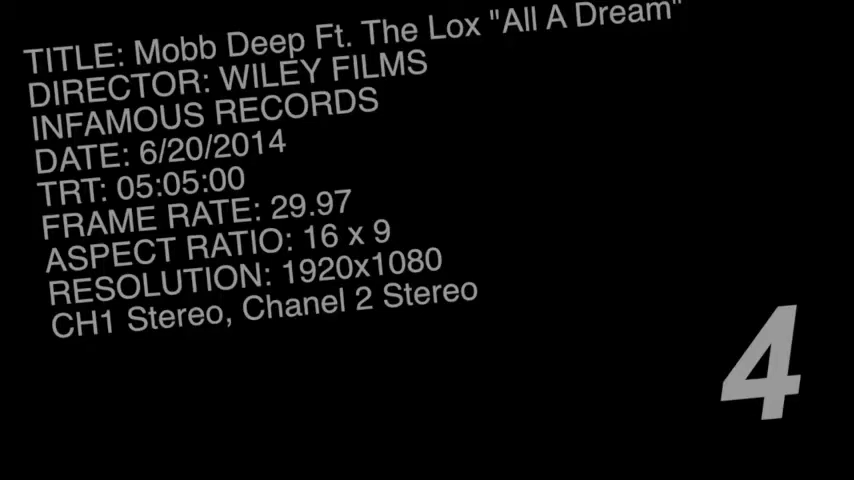 TITLE: Mobb Deep Ft. The Lox "All A Dream"
DIRECTOR: WILEY FILMS
INFAMOUS RECORDS
DATE: 6/20/2014
TRT: 05:05:00
FRAME RATE: 29.97
ASPECT RATIO: 16 x 9
RESOLUTION: 1920x1080
CH1 Stereo, Chanel 2 Stereo
4